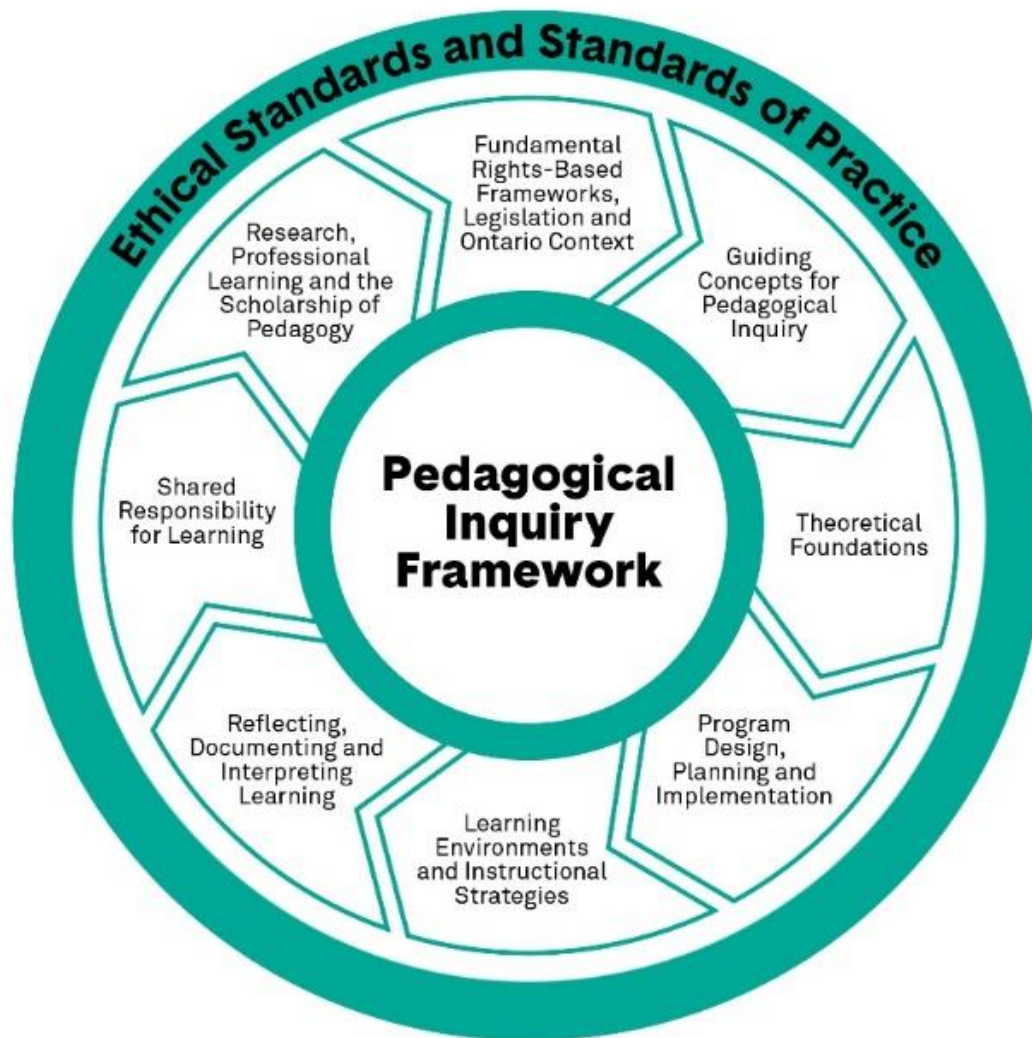 Ethical Standards and Standards of Practice
Fundamental
Rights-Based
Frameworks,
Legislation and
Ontario Context
Guiding
Concepts for
Pedagogical
Inquiry
Theoretical
Foundations
Program
Design,
Planning and
Implementation
Learning
Environments
and Instructional
Strategies
Reflecting,
Documenting and
Interpreting
Learning
Shared
Responsibility
for Learning
Research,
Professional
Learning and the
Scholarship of
Pedagogy
Pedagogical
Inquiry
Framework